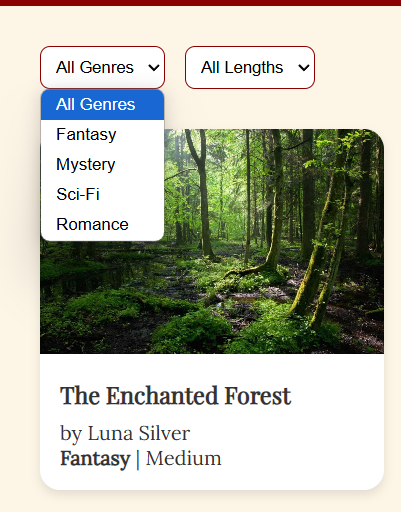 All Genres All Lengths
All Genres
Fantasy
Mystery
Sci-Fi
Romance
The Enchanted Forest
by Luna Silver
Fantasy | Medium